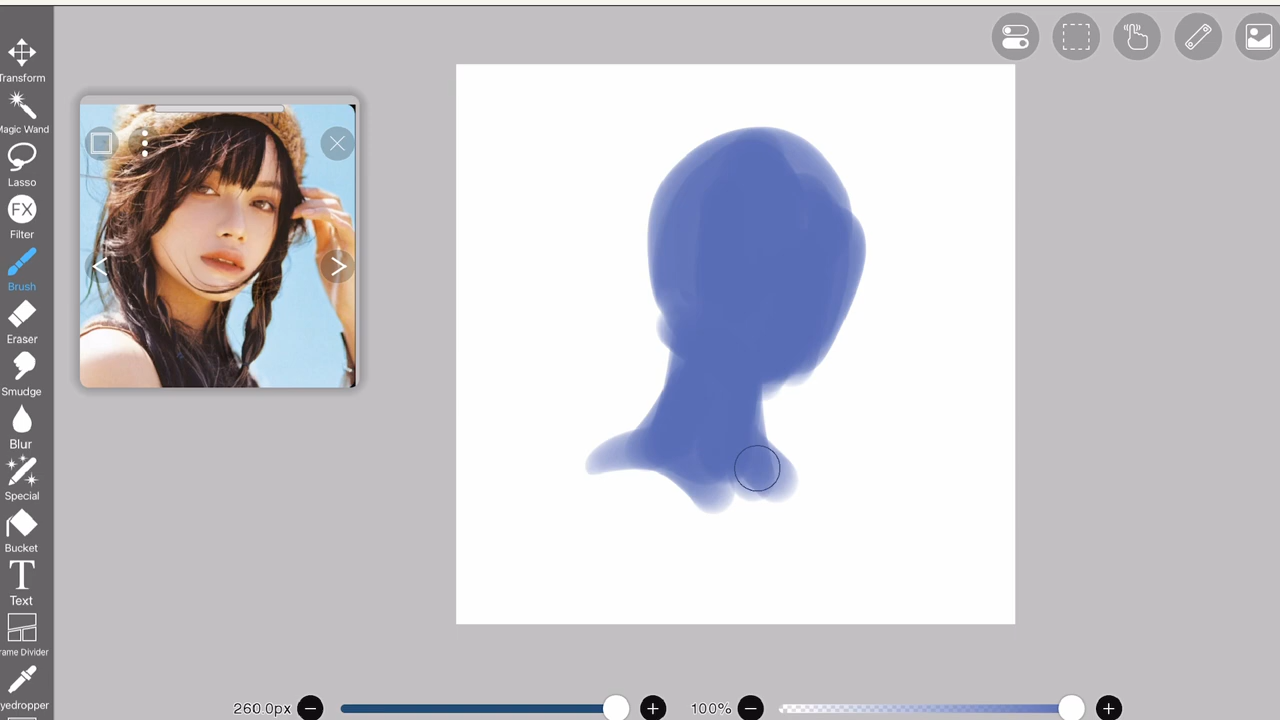 Transform
Magic Wand
Lasso
FX
Filter
Brush
Eraser
Smudge
Blur
Special
Bucket
T
Text
rame Divider
yedropper
260.0px
100%